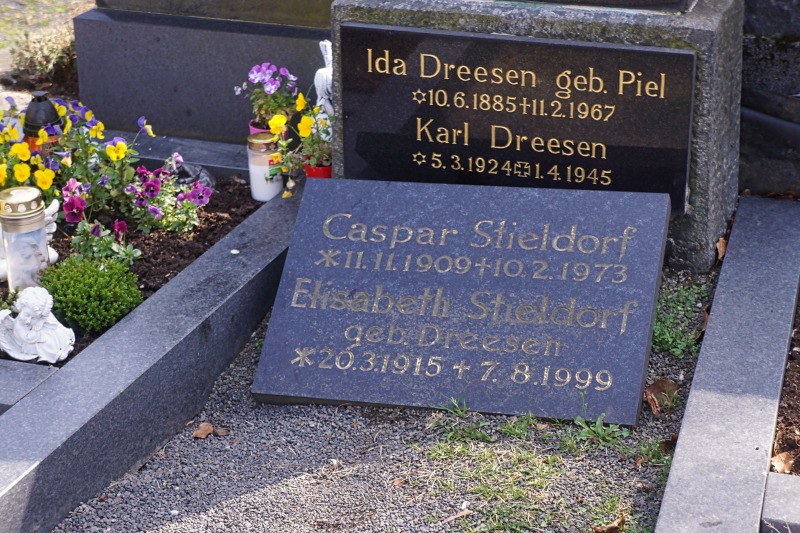 Ida Dreesen geb. Piel
✡10.6.1885✝11.2.1967
Karl Dreesen
✡5.3.1924✠1.4.1945
Caspar Stieldorf
*11.11.1909✝10.2.1973
Elisabeth Stieldorf
geb. Dreesen
*20.3.1915 ✝ 7.8.1999